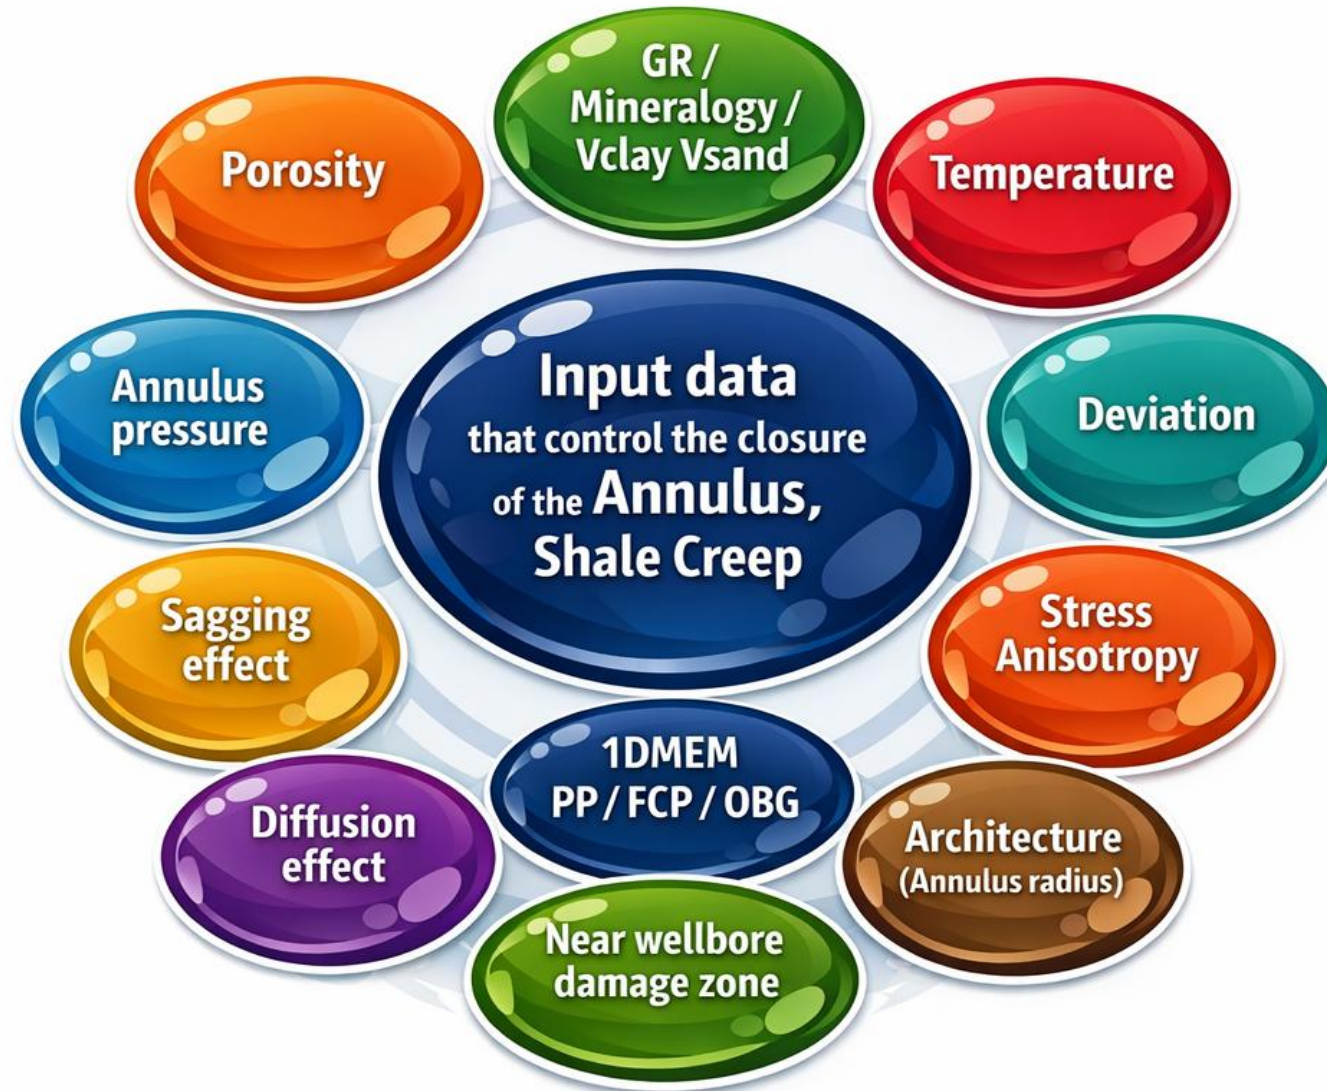 GR /
Mineralogy /
Vclay Vsand
Porosity
Temperature
Input data
that control the closure
of the Annulus,
Shale Creep
Annulus
pressure
Deviation
Sagging
effect
Stress
Anisotropy
1DMEM
PP / FCP / OBG
Diffusion
effect
Architecture
(Annulus radius)
Near wellbore
damage zone